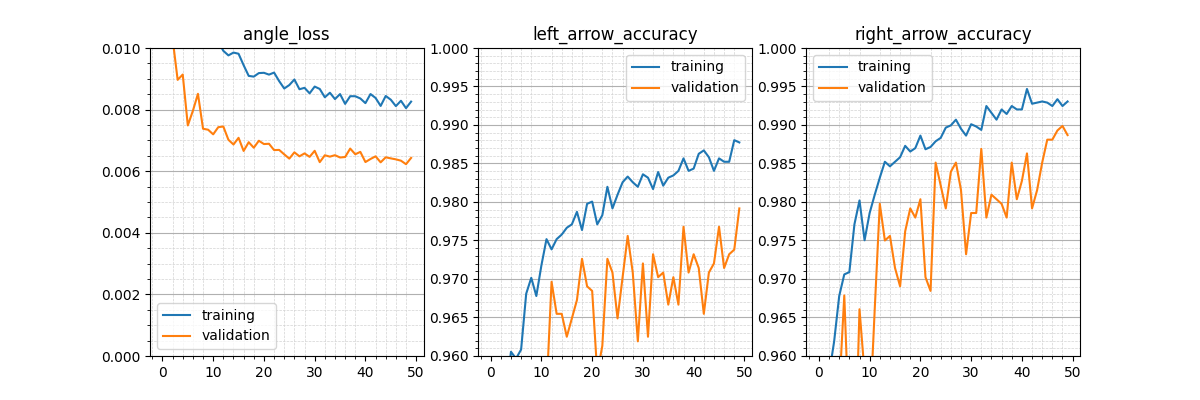 angle_loss
0.010
0.008
0.006
0.004
0.002
0.000
training
validation
0 10 20 30 40 50
left_arrow_accuracy
1.000
0.995
0.990
0.985
0.980
0.975
0.970
0.965
0.960
training
validation
0 10 20 30 40 50
right_arrow_accuracy
1.000
0.995
0.990
0.985
0.980
0.975
0.970
0.965
0.960
training
validation
0 10 20 30 40 50